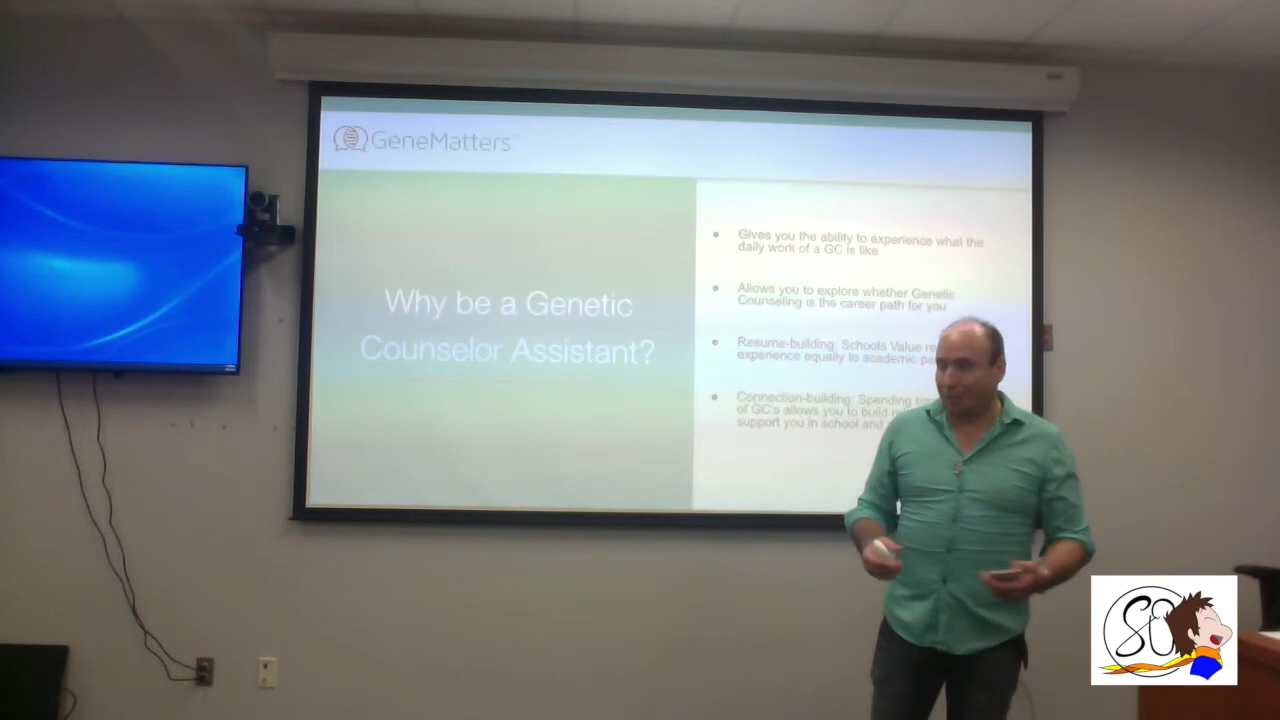 GeneMatters
Why be a Genetic
Counselor Assistant?
Gives you the ability to experience what the
daily work of a GC is like
Allows you to explore whether Genetic
Counseling is the career path for you
Resume-building: Schools Value
experience equally to academic
Connection-building: Spending
of GC's allows you to build
support you in school and
SO